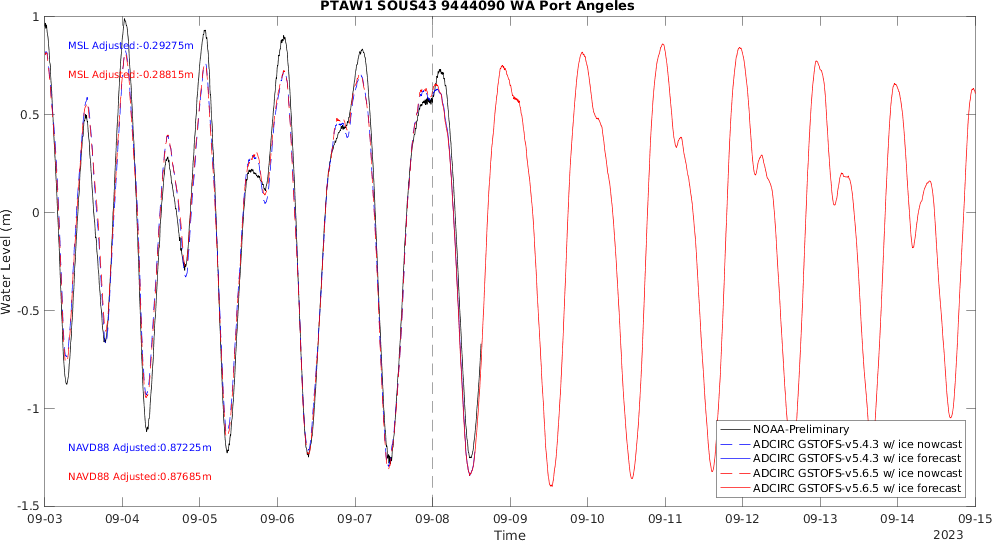 PTAW1 SOUS43 9444090 WA Port Angeles
1
MSL Adjusted:-0.29275m
MSL Adjusted:-0.28815m
0.5
0
Water Level (m)
-0.5
-1
NOAA-Preliminary
ADCIRC GSTOFS-v5.4.3 w/ ice nowcast
NAVD88 Adjusted:0.87225m
ADCIRC GSTOFS-v5.4.3 w/ ice forecast
ADCIRC GSTOFS-v5.6.5 w/ ice nowcast
NAVD88 Adjusted:0.87685m
ADCIRC GSTOFS-v5.6.5 w/ ice forecast
-1.5
09-03 09-04 09-05 09-06 09-07 09-08 09-09 09-10 09-11 09-12 09-13 09-14 09-15
Time
2023